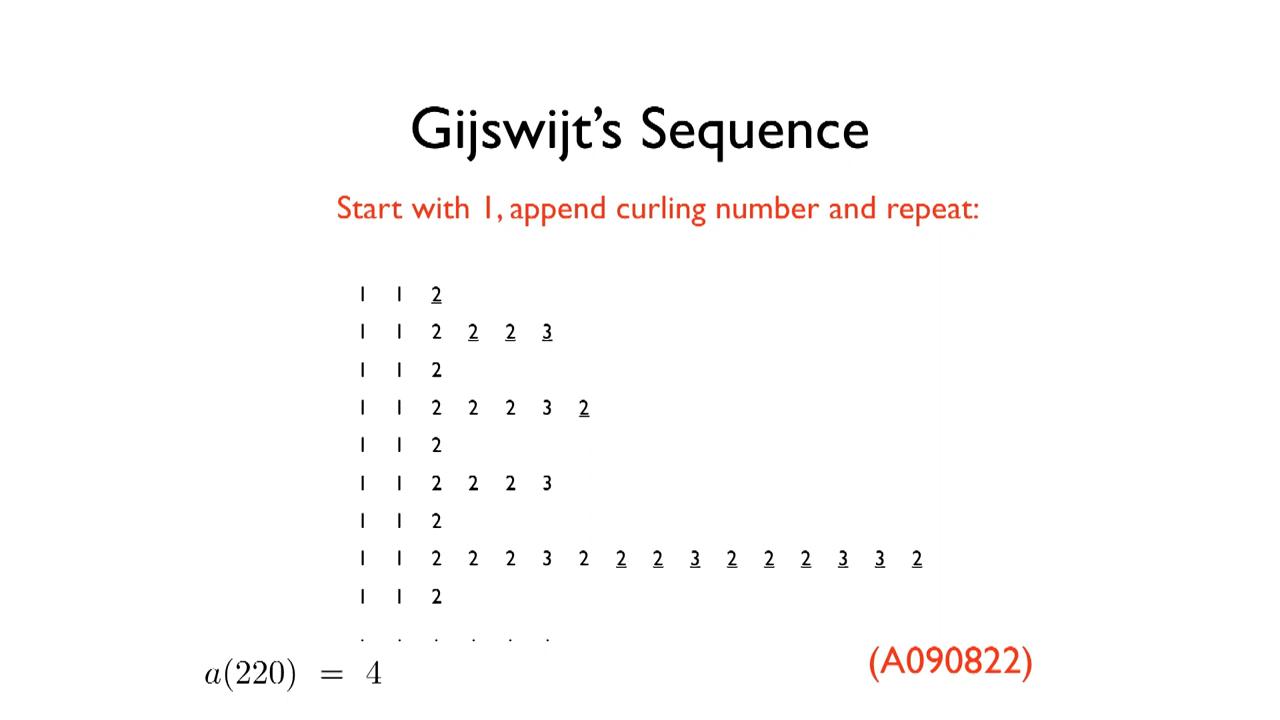 Gijswijt’s Sequence
Start with 1, append curling number and repeat:
1 1 2
1 1 2 2 2 3
1 1 2
1 1 2 2 2 3 2
1 1 2
1 1 2 2 2 3
1 1 2
1 1 2 2 2 3 2 2 2 3 2 2 2 3 3 2
1 1 2
. . . . . .
a(220) = 4
(A090822)